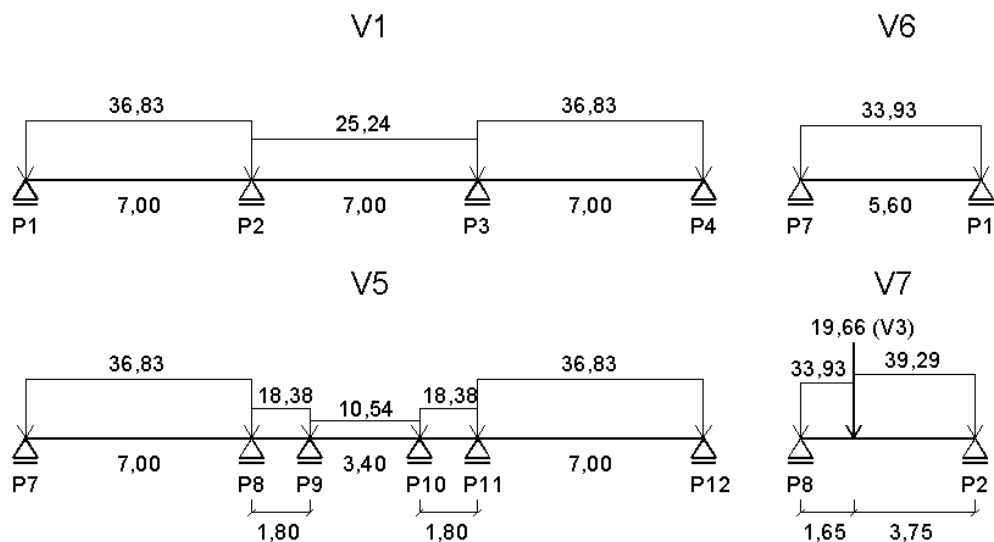 V1
V6
36,83
25,24
36,83
33,93
7,00
7,00
7,00
5,60
P1
P2
P3
P4
P7
P1
V5
V7
19,66 (V3)
36,83
18,38
10,54
18,38
36,83
33,93
39,29
7,00
3,40
7,00
P7
P8
P9
P10
P11
P12
P8
P2
1,80
1,80
1,65
3,75